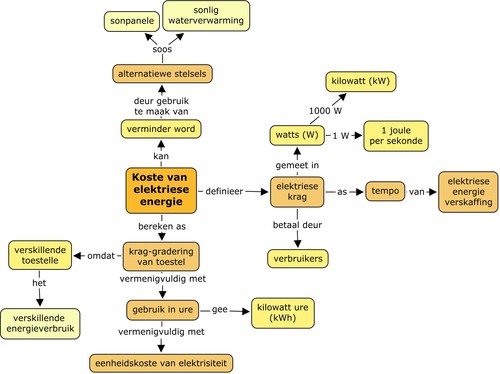 sonpanele
sonlig
waterverwarming
soos
alternatiewe stelsels
kilowatt (kW)
deur gebruik
te maak van
1000 W
verminder word
watts (W)
1 W
1 joule
per sekonde
kan
gemeet in
Koste van
elektriese
energie
definieer
elektriese
krag
as
tempo
van
elektriese
energie
verskaffing
bereken as
betaal deur
verskillende
toestelle
omdat
krag-gradering
van toestel
verbruikers
het
vermenigvuldig met
verskillende
energieverbruik
gebruik in ure
gee
kilowatt ure
(kWh)
vermenigvuldig met
eenheidskoste van elektrisiteit